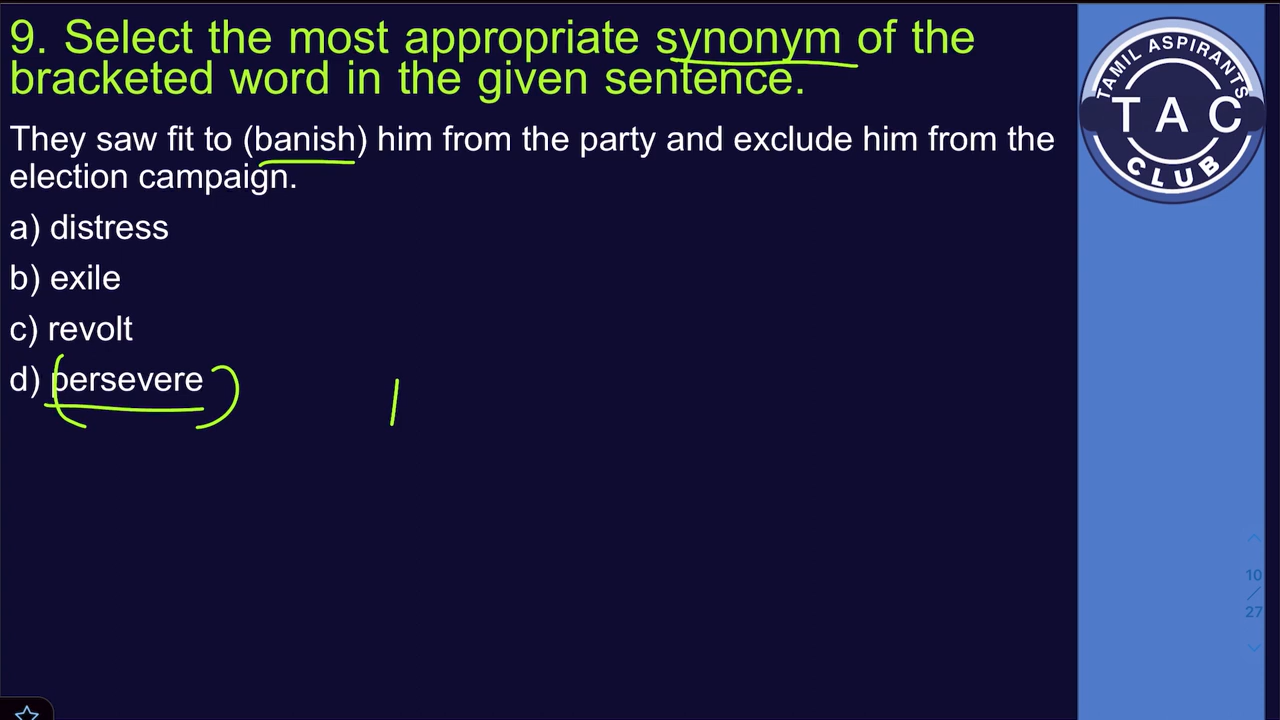 9. Select the most appropriate synonym of the
bracketed word in the given sentence.
They saw fit to (banish) him from the party and exclude him from the
election campaign.
a) distress
b) exile
c) revolt
d) persevere
TAMIL ASPIRANTS
TAC
CLUB
10
/
27